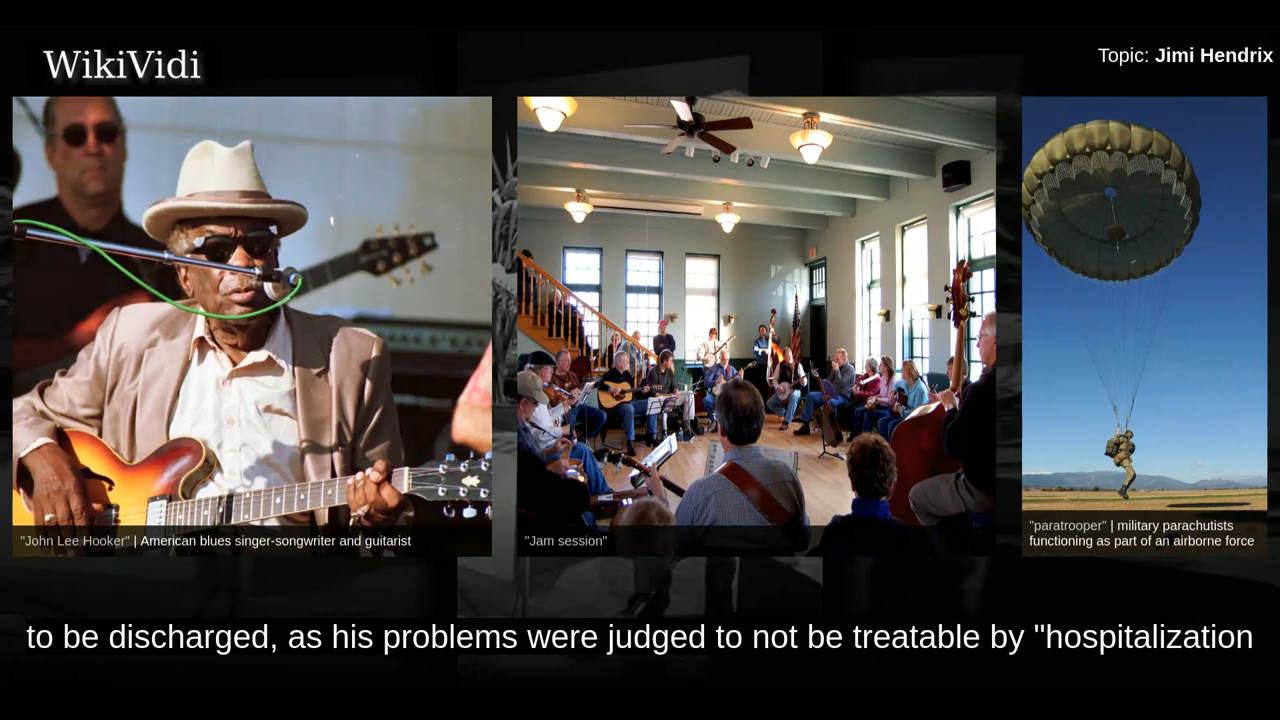 WikiVidi
Topic: Jimi Hendrix
"John Lee Hooker" | American blues singer-songwriter and guitarist
"Jam session"
"paratrooper" | military parachutists
functioning as part of an airborne force
to be discharged, as his problems were judged to not be treatable by "hospitalization